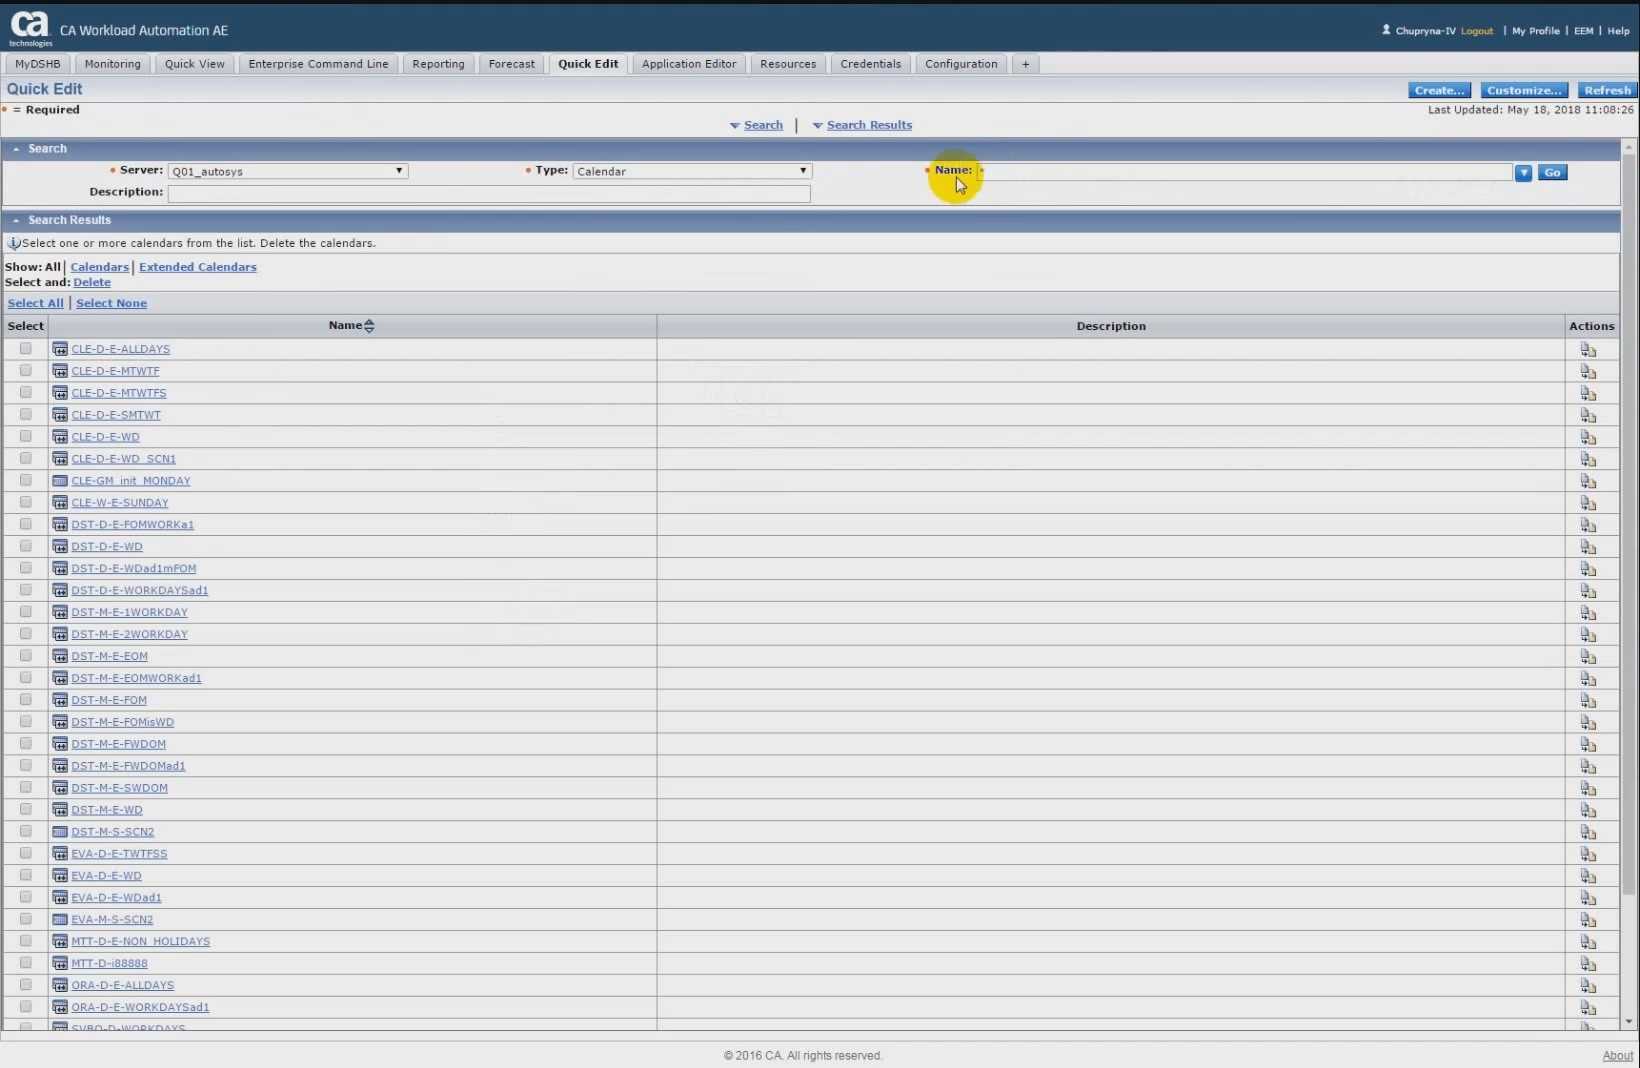 ca
technologies
CA Workload Automation AE
Chupryna-IV Logout | My Profile | EEM | Help
MyDSHB Monitoring Quick View Enterprise Command Line Reporting Forecast Quick Edit Application Editor Resources Credentials Configuration +
Quick Edit
Create... Customize... Refresh
= Required
Last Updated: May 18, 2018 11:08:26
Search | Search Results
Search
Server: Q01_autosys Type: Calendar Name: Go
Description:
Search Results
Select one or more calendars from the list. Delete the calendars.
Show: All | Calendars | Extended Calendars
Select and: Delete
Select All | Select None
Select Name Description Actions
CLE-D-E-ALLDAYS
CLE-D-E-MTWTF
CLE-D-E-MTWTFS
CLE-D-E-SMTWT
CLE-D-E-WD
CLE-D-E-WD_SCN1
CLE-GM_init_MONDAY
CLE-W-E-SUNDAY
DST-D-E-FOMWORKa1
DST-D-E-WD
DST-D-E-WDad1mFOM
DST-D-E-WORKDAYSad1
DST-M-E-1WORKDAY
DST-M-E-2WORKDAY
DST-M-E-EOM
DST-M-E-EOMWORKad1
DST-M-E-FOM
DST-M-E-FOMisWD
DST-M-E-FWDOM
DST-M-E-FWDOMad1
DST-M-E-SWDOM
DST-M-E-WD
DST-M-S-SCN2
EVA-D-E-TWTFSS
EVA-D-E-WD
EVA-D-E-WDad1
EVA-M-S-SCN2
MTT-D-E-NON_HOLIDAYS
MTT-D-i88888
ORA-D-E-ALLDAYS
ORA-D-E-WORKDAYSad1
SVBO-D-WORKDAYS
© 2016 CA. All rights reserved.
About